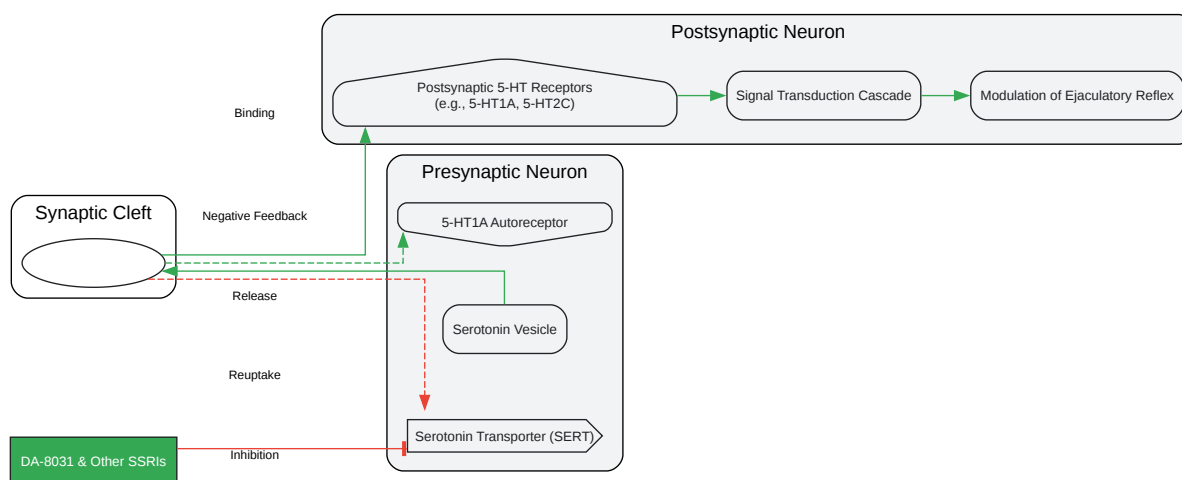 Postsynaptic Neuron
Postsynaptic 5-HT Receptors
(e.g., 5-HT1A, 5-HT2C)
Signal Transduction Cascade
Modulation of Ejaculatory Reflex
Binding
Presynaptic Neuron
Synaptic Cleft
Negative Feedback
5-HT1A Autoreceptor
Release
Serotonin Vesicle
Reuptake
Serotonin Transporter (SERT)
Inhibition
DA-8031 & Other SSRIs